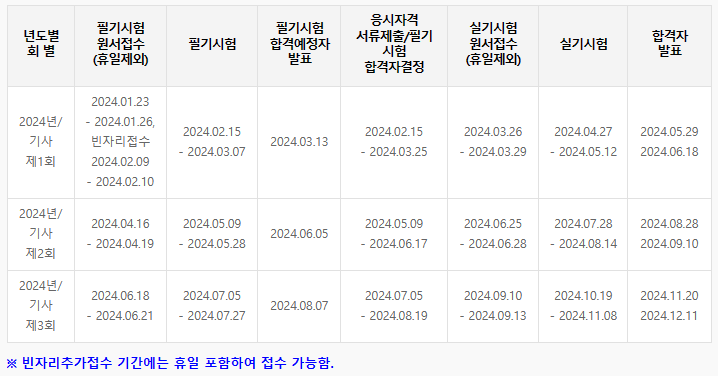 년도별
회 별
필기시험
원서접수
(휴일제외)
필기시험
필기시험
합격예정자
발표
응시자격
서류제출/필기
시험
합격자결정
실기시험
원서접수
(휴일제외)
실기시험
합격자
발표
2024년/
기사
제1회
2024.01.23
- 2024.01.26,
빈자리접수
2024.02.09
- 2024.02.10
2024.02.15
- 2024.03.07
2024.03.13
2024.02.15
- 2024.03.25
2024.03.26
- 2024.03.29
2024.04.27
- 2024.05.12
2024.05.29
2024.06.18
2024년/
기사
제2회
2024.04.16
- 2024.04.19
2024.05.09
- 2024.05.28
2024.06.05
2024.05.09
- 2024.06.17
2024.06.25
- 2024.06.28
2024.07.28
- 2024.08.14
2024.08.28
2024.09.10
2024년/
기사
제3회
2024.06.18
- 2024.06.21
2024.07.05
- 2024.07.27
2024.08.07
2024.07.05
- 2024.08.19
2024.09.10
- 2024.09.13
2024.10.19
- 2024.11.08
2024.11.20
2024.12.11
※ 빈자리추가접수 기간에는 휴일 포함하여 접수 가능함.